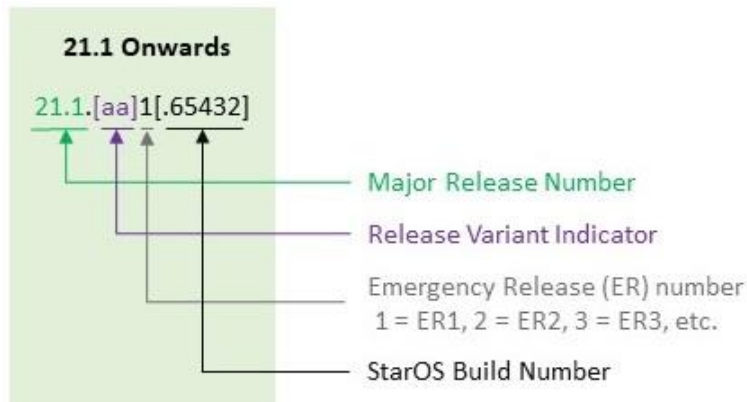 21.1 Onwards
21.1.[aa]1[.65432]
Major Release Number
Release Variant Indicator
Emergency Release (ER) number
1 = ER1, 2 = ER2, 3 = ER3, etc.
StarOS Build Number